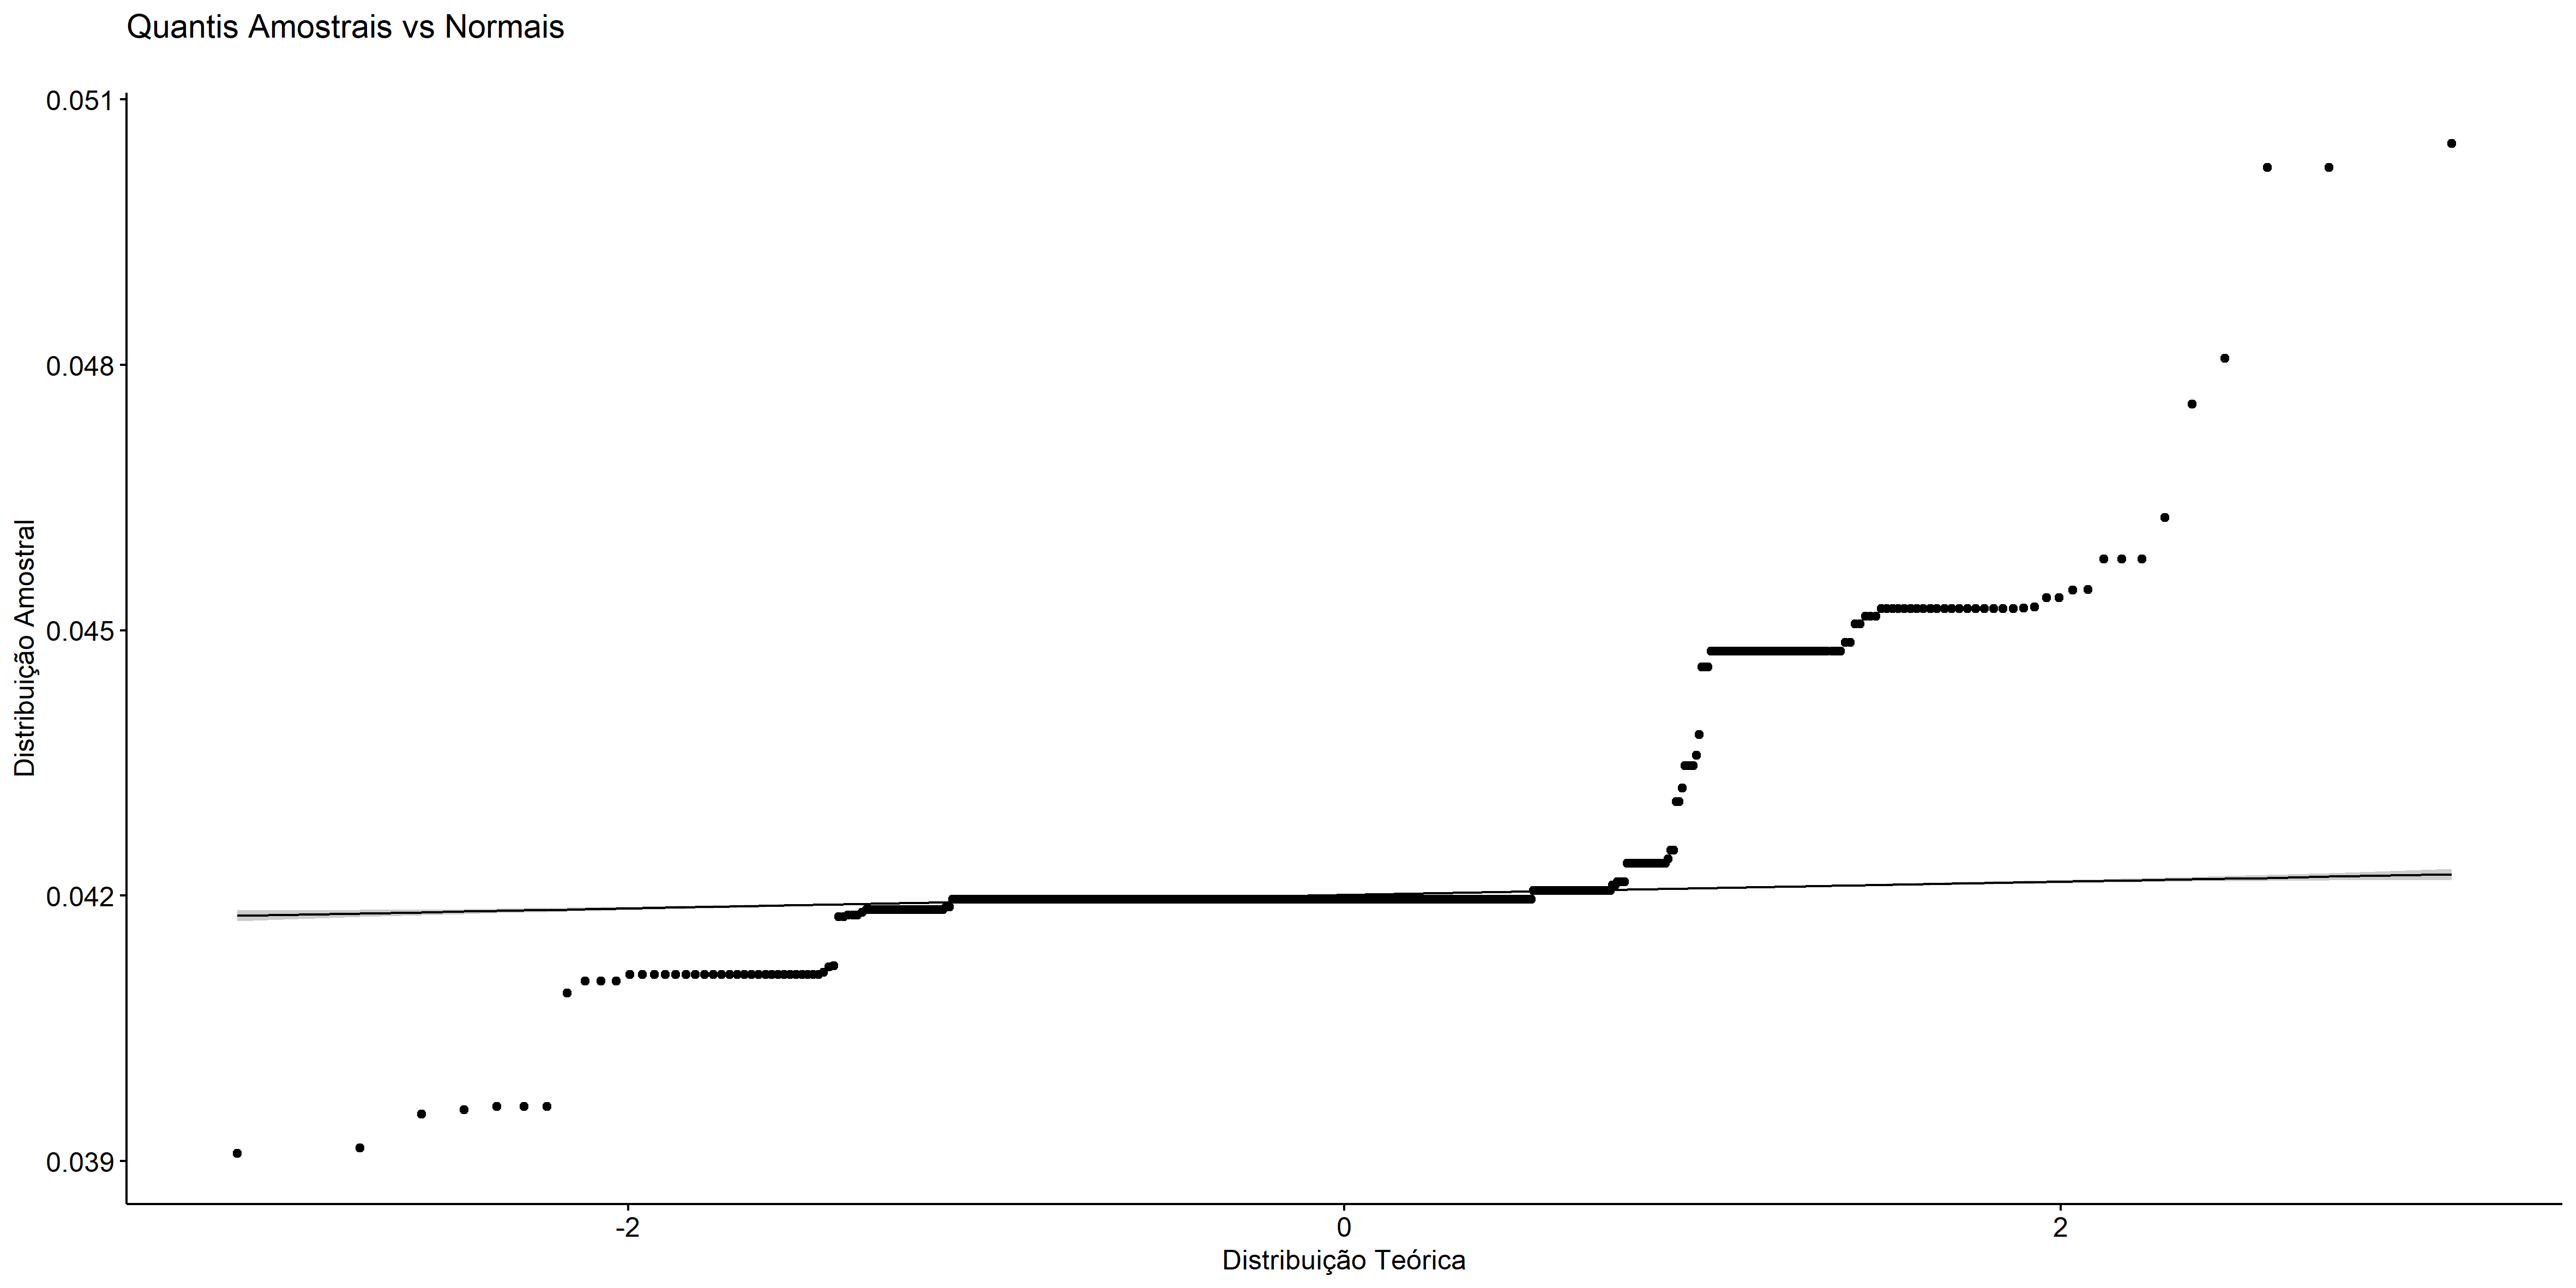 Quantis Amostrais vs Normais
0.051
0.048
0.045
0.042
0.039
Distribuição Amostral
-2
0
2
Distribuição Teórica